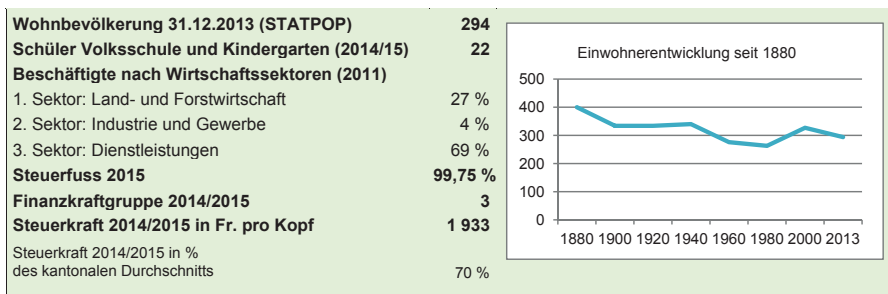 Wohnbevölkerung 31.12.2013 (STATPOP) 294
Schüler Volksschule und Kindergarten (2014/15) 22
Beschäftigte nach Wirtschaftssektoren (2011)
1. Sektor: Land- und Forstwirtschaft 27 %
2. Sektor: Industrie und Gewerbe 4 %
3. Sektor: Dienstleistungen 69 %
Steuerfuss 2015 99,75 %
Finanzkraftgruppe 2014/2015 3
Steuerkraft 2014/2015 in Fr. pro Kopf 1 933
Steuerkraft 2014/2015 in %
des kantonalen Durchschnitts 70 %
Einwohnerentwicklung seit 1880
500
400
300
200
100
0
1880 1900 1920 1940 1960 1980 2000 2013